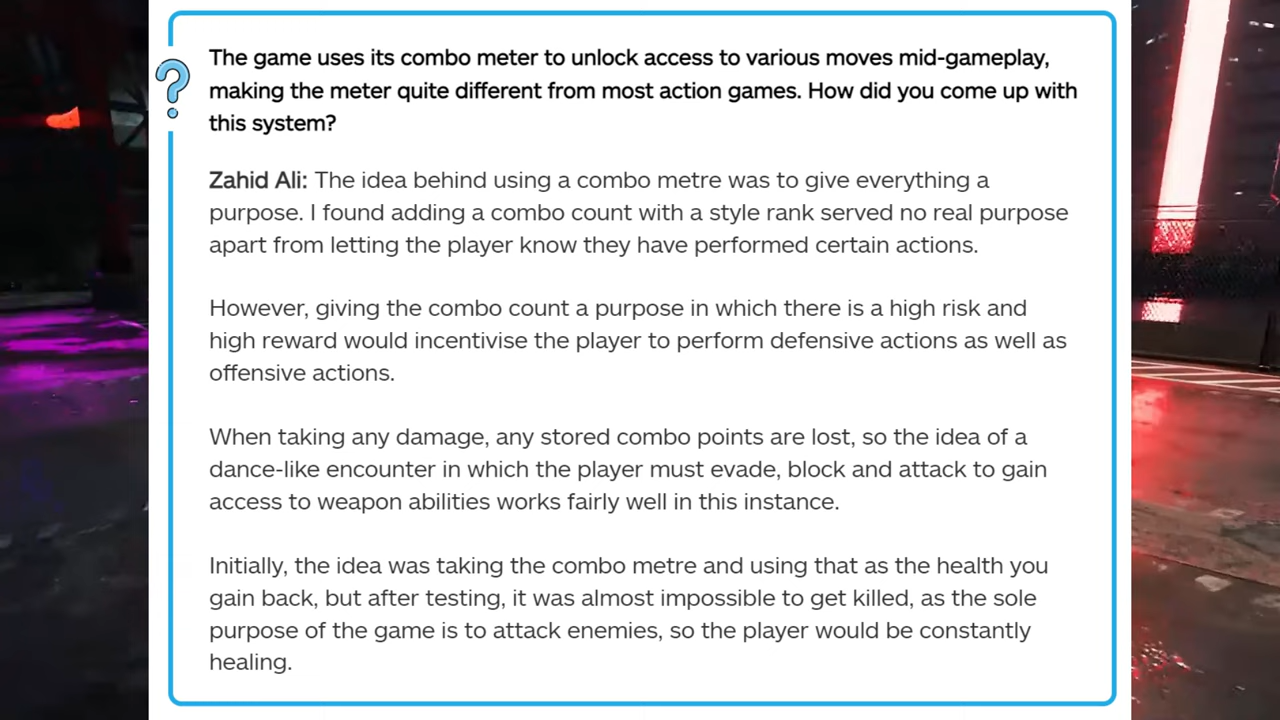 The game uses its combo meter to unlock access to various moves mid-gameplay,
making the meter quite different from most action games. How did you come up with
this system?
Zahid Ali: The idea behind using a combo metre was to give everything a
purpose. I found adding a combo count with a style rank served no real purpose
apart from letting the player know they have performed certain actions.
However, giving the combo count a purpose in which there is a high risk and
high reward would incentivise the player to perform defensive actions as well as
offensive actions.
When taking any damage, any stored combo points are lost, so the idea of a
dance-like encounter in which the player must evade, block and attack to gain
access to weapon abilities works fairly well in this instance.
Initially, the idea was taking the combo metre and using that as the health you
gain back, but after testing, it was almost impossible to get killed, as the sole
purpose of the game is to attack enemies, so the player would be constantly
healing.